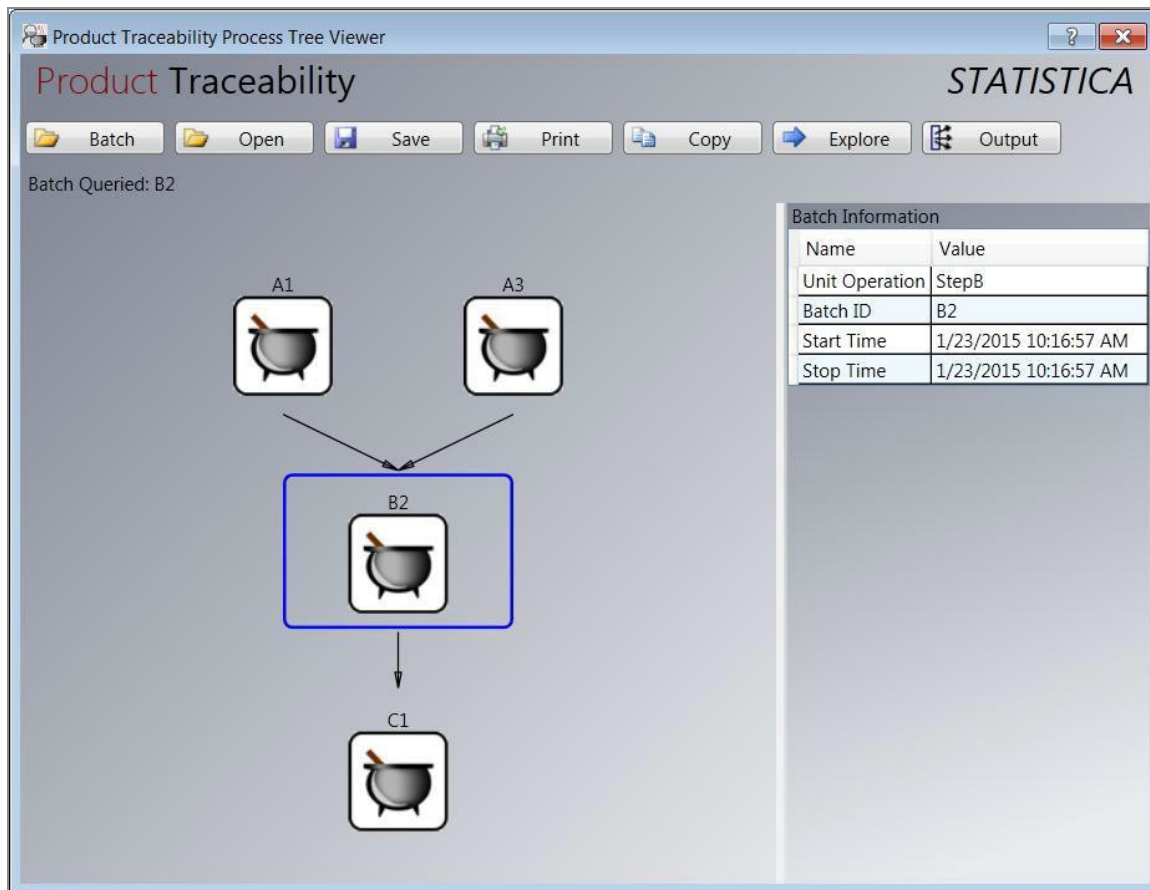 Product Traceability Process Tree Viewer
Product Traceability
STATISTICA
Batch Open Save Print Copy Explore Output
Batch Queried: B2
A1 A3
B2
C1
Batch Information
Name Value
Unit Operation StepB
Batch ID B2
Start Time 1/23/2015 10:16:57 AM
Stop Time 1/23/2015 10:16:57 AM